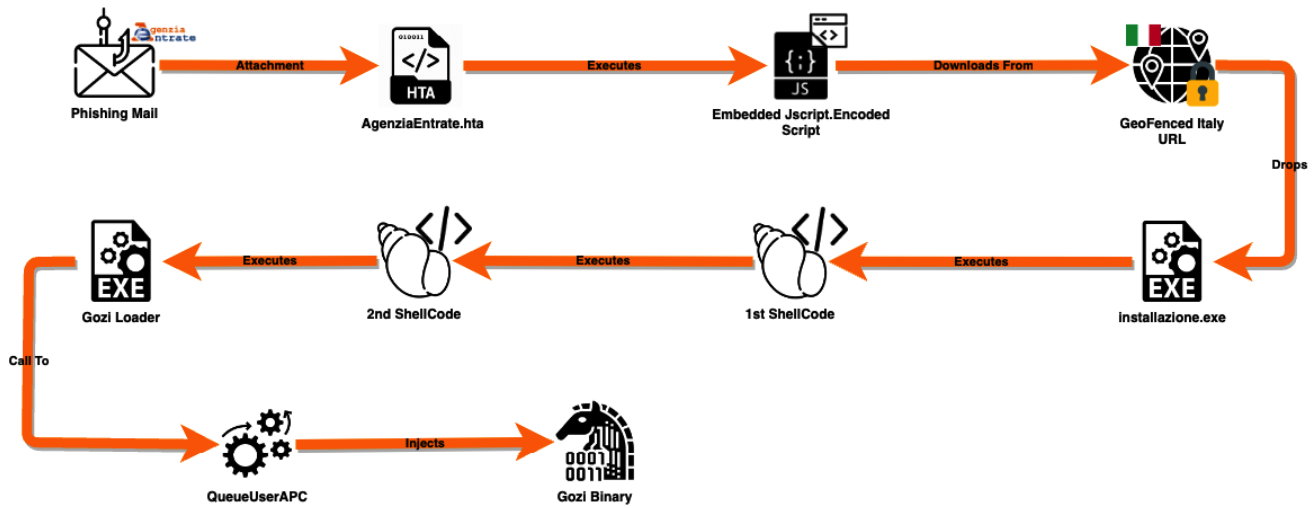 Agenzia
Entrate
Phishing Mail
Attachment
010011
</>
HTA
AgenziaEntrate.hta
Executes
</>
{;}
JS
Embedded Jscript.Encoded
Script
Downloads From
GeoFenced Italy
URL
Drops
EXE
installazione.exe
Executes
</>
1st ShellCode
Executes
</>
2nd ShellCode
Executes
EXE
Gozi Loader
Call To
QueueUserAPC
Injects
0001
0011
Gozi Binary